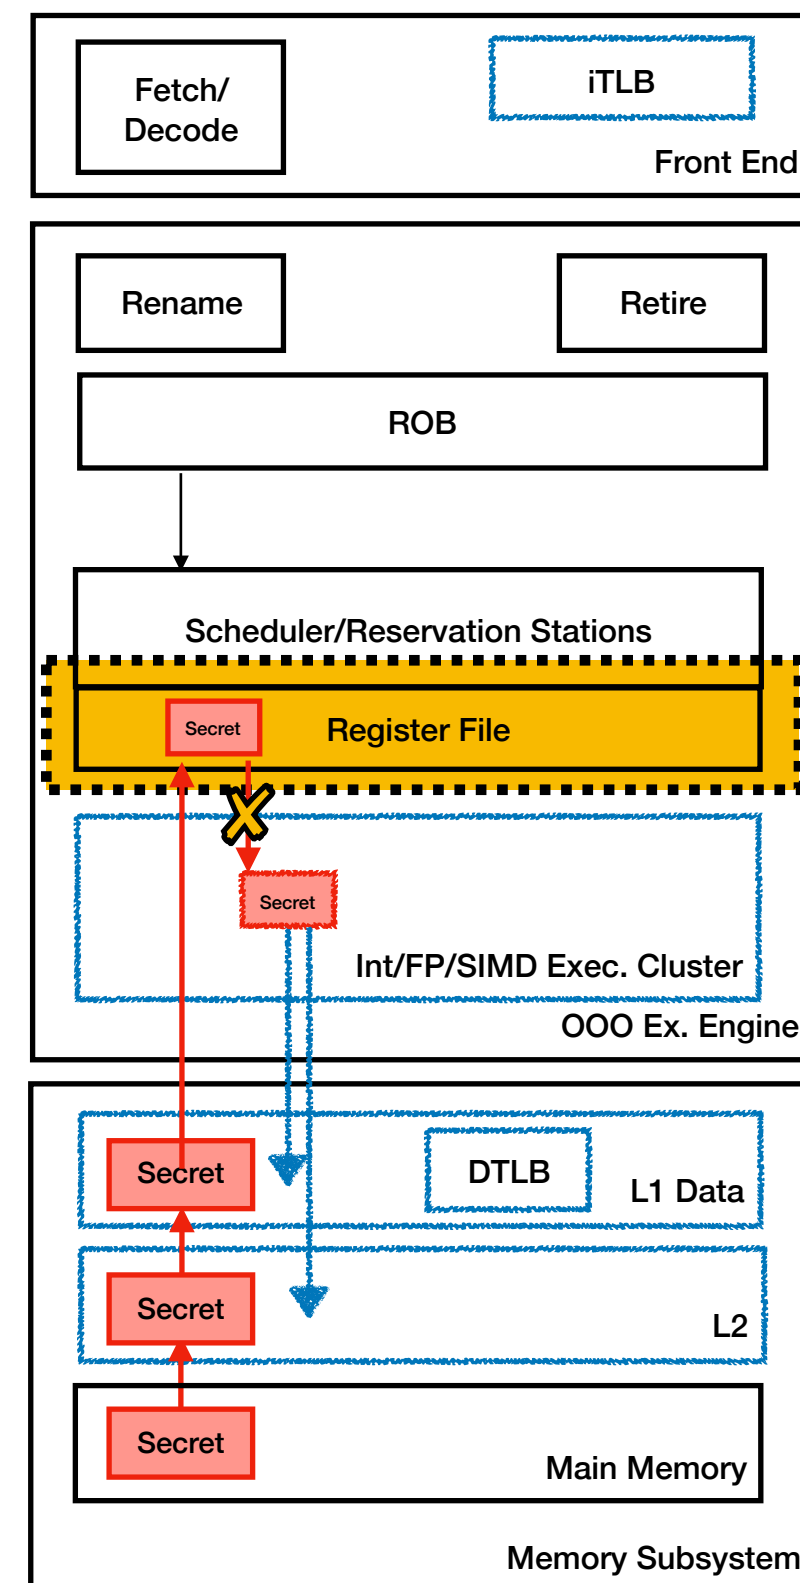 Fetch/
Decode
iTLB
Front End
Rename
Retire
ROB
Scheduler/Reservation Stations
Secret
Register File
Secret
Int/FP/SIMD Exec. Cluster
OOO Ex. Engine
Secret
DTLB
L1 Data
Secret
L2
Secret
Main Memory
Memory Subsystem